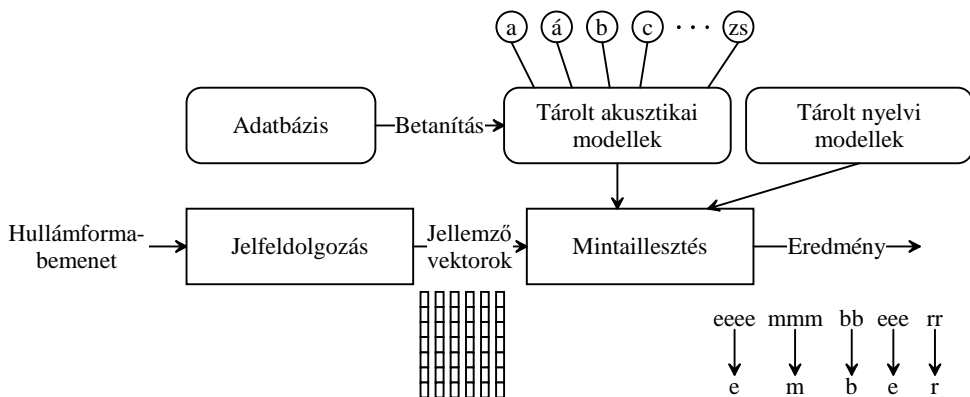 a á b c · · · zs
Adatbázis
Betanítás
Tárolt akusztikai
modellek
Tárolt nyelvi
modellek
Hullámforma-
bemenet
Jelfeldolgozás
Jellemző
vektorok
Mintaillesztés
Eredmény
eeee mmm bb eee rr
e m b e r